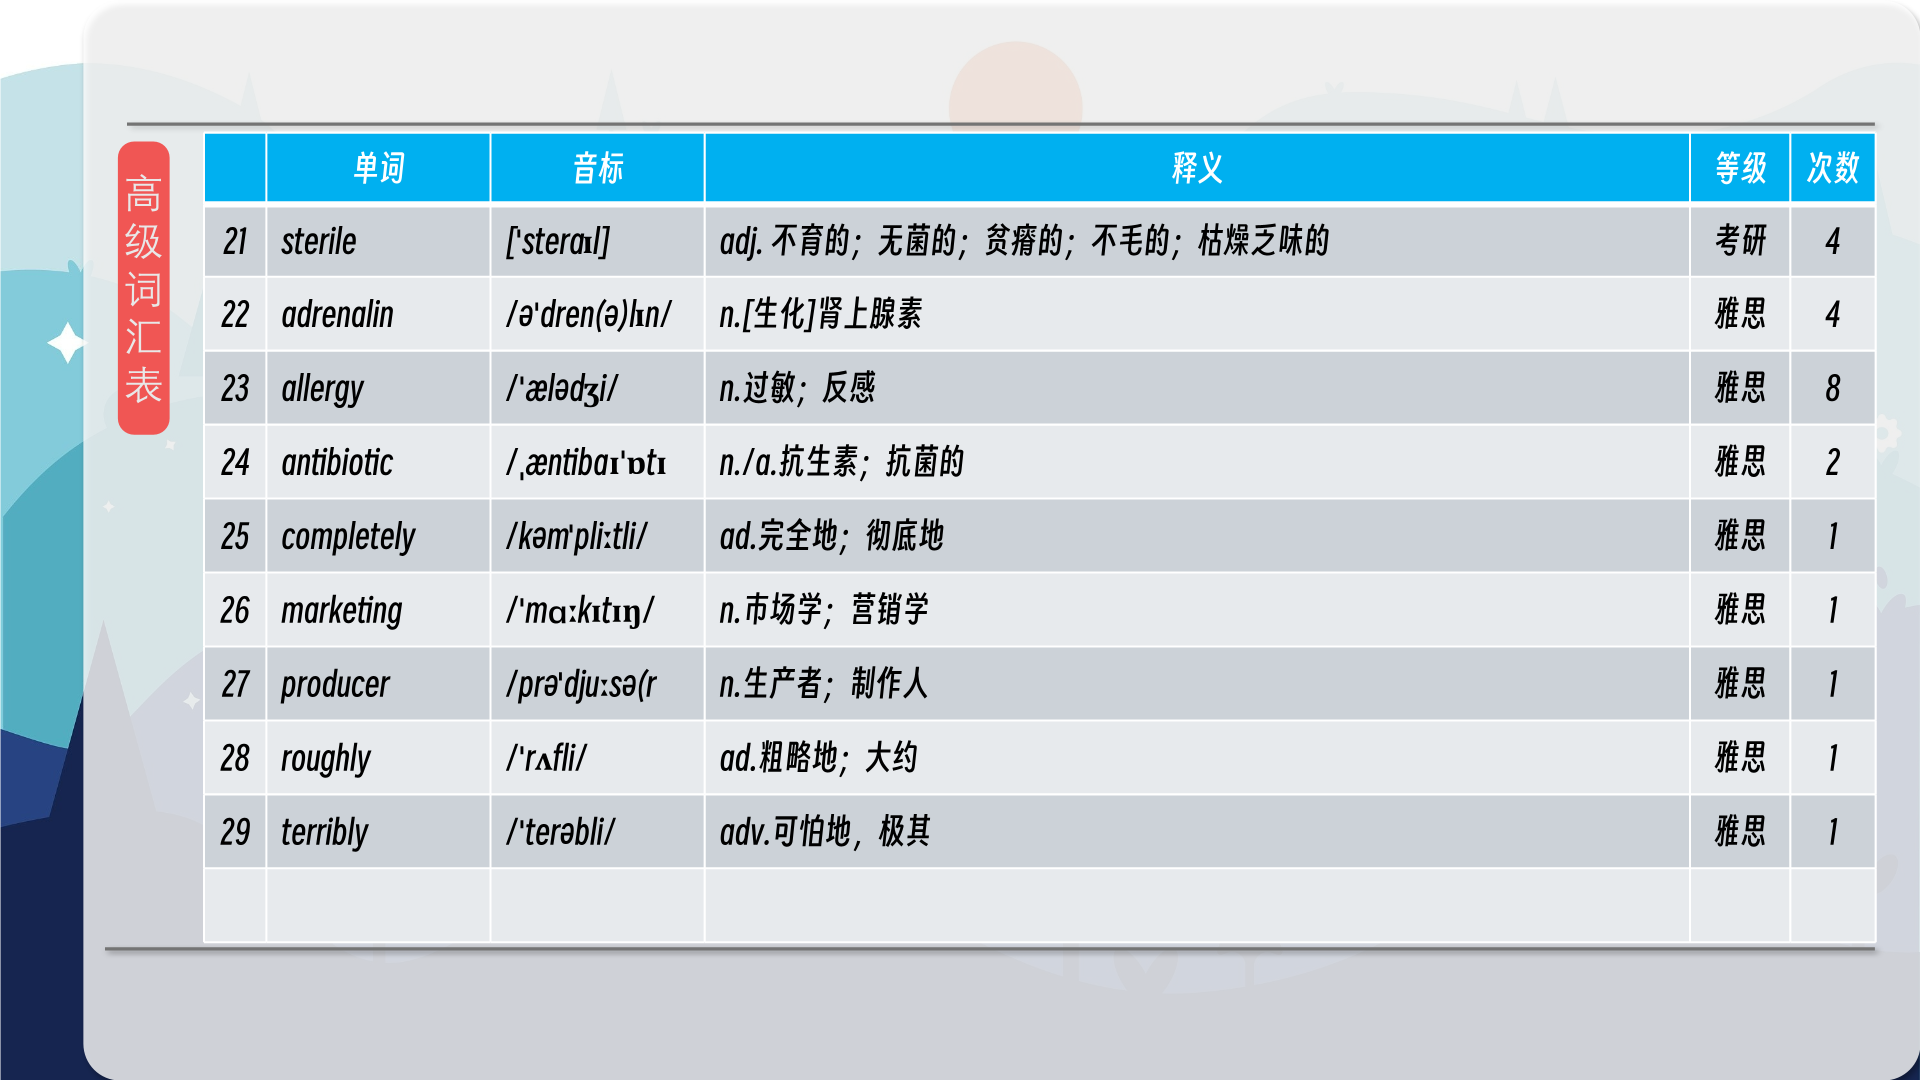 高级词汇表
单词 音标 释义 等级 次数
21 sterile ['steraɪl] adj. 不育的；无菌的；贫瘠的；不毛的；枯燥乏味的 考研 4
22 adrenalin /ə'dren(ə)lɪn/ n.[生化]肾上腺素 雅思 4
23 allergy /'ælədʒi/ n.过敏；反感 雅思 8
24 antibiotic /ˌæntibaɪ'ɒtɪ n./a.抗生素；抗菌的 雅思 2
25 completely /kəm'pliːtli/ ad.完全地；彻底地 雅思 1
26 marketing /'mɑːkɪtɪŋ/ n.市场学；营销学 雅思 1
27 producer /prə'djuːsə(r n.生产者；制作人 雅思 1
28 roughly /'rʌfli/ ad.粗略地；大约 雅思 1
29 terribly /'terəbli/ adv.可怕地，极其 雅思 1